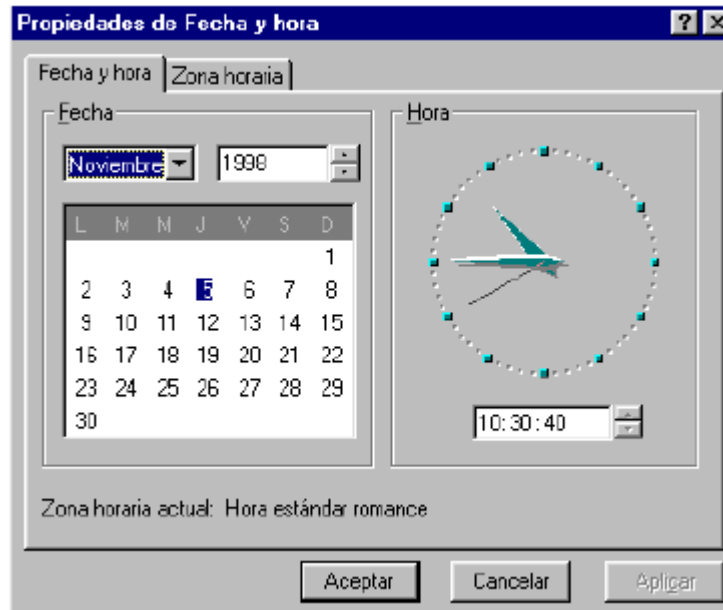 Propiedades de Fecha y hora
Fecha y hora Zona horaria
Fecha
Noviembre 1998
L M M J V S D
1
2 3 4 5 6 7 8
9 10 11 12 13 14 15
16 17 18 19 20 21 22
23 24 25 26 27 28 29
30
Hora
10:30:40
Zona horaria actual: Hora estándar romance
Aceptar Cancelar Aplicar